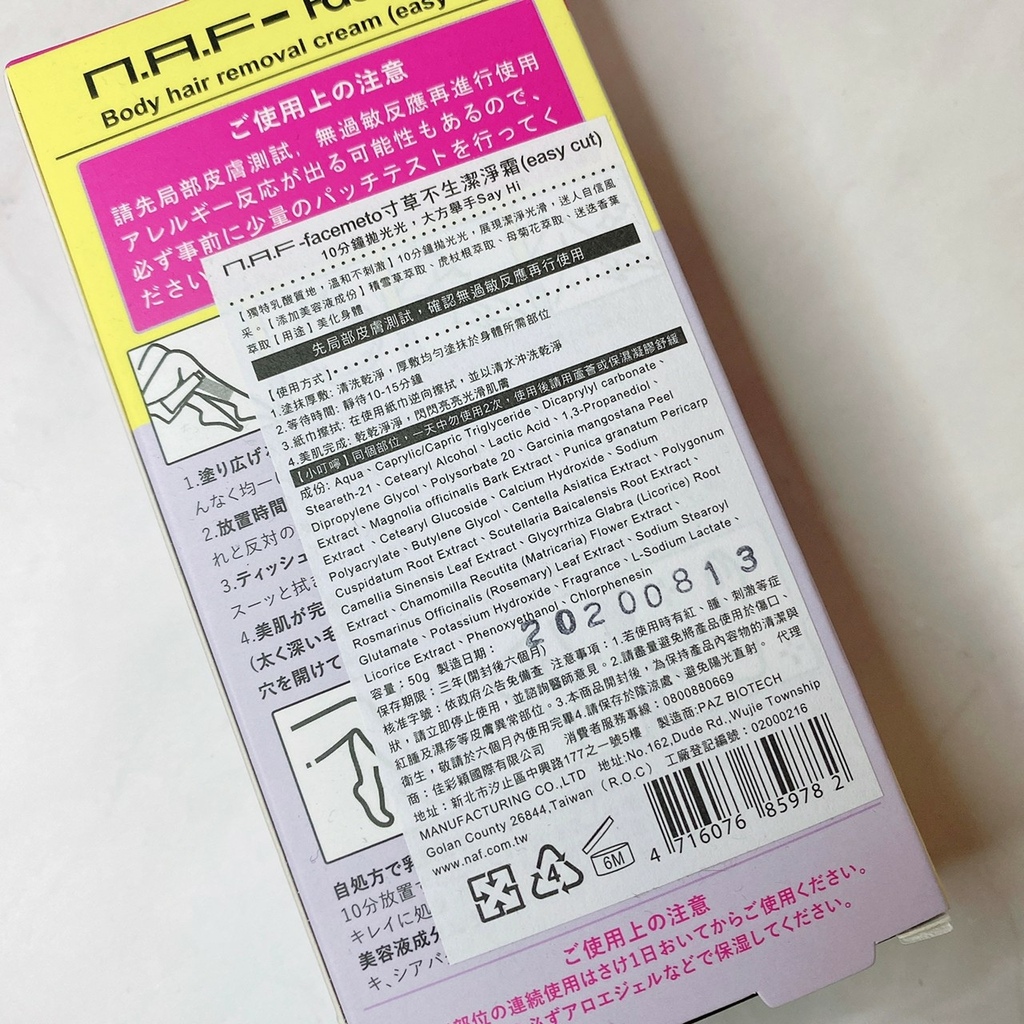 n.A.F-
Body hair removal cream (easy
ご使用上の注意
請先局部皮膚測試，無過敏反應再進行使用
アレルギー反応が出る可能性もあるので、
必ず事前に少量のパッチテストを行ってく
ださい
n.A.F-facemeto寸草不生潔淨霜(easy cut)
10分鐘拋光光，大方舉手Say Hi
【獨特乳酸質地，溫和不刺激】10分鐘拋光光，展現潔淨光滑，迷人自信風
采。【添加美容液成份】積雪草萃取、虎杖根萃取、母菊花萃取、迷迭香葉
萃取【用途】美化身體
先局部皮膚測試，確認無過敏反應再行使用
【使用方式】
1.塗抹厚敷: 清洗乾淨，厚敷均勻塗抹於身體所需部位
2.等待時間: 靜待10-15分鐘
3.紙巾擦拭: 在使用紙巾逆向擦拭，並以清水沖洗乾淨
4.美肌完成: 乾乾淨淨，閃閃亮亮光滑肌膚
【小叮嚀】同個部位，一天中勿使用2次，使用後請用蘆薈或保濕凝膠舒緩
成份: Aqua、Caprylic/Capric Triglyceride、Dicaprylyl carbonate、
Steareth-21、Cetearyl Alcohol、Lactic Acid、1,3-Propanediol、
Dipropylene Glycol、Polysorbate 20、Garcinia mangostana Peel
Extract、Magnolia officinalis Bark Extract、Punica granatum Pericarp
Extract、Cetearyl Glucoside、Calcium Hydroxide、Sodium
Polyacrylate、Butylene Glycol、Centella Asiatica Extract、Polygonum
Cuspidatum Root Extract、Scutellaria Baicalensis Root Extract、
Camellia Sinensis Leaf Extract、Glycyrrhiza Glabra (Licorice) Root
Extract、Chamomilla Recutita (Matricaria) Flower Extract、
Rosmarinus Officinalis (Rosemary) Leaf Extract、Sodium Stearoyl
Glutamate、Potassium Hydroxide、Fragrance、L-Sodium Lactate、
Licorice Extract、Phenoxyethanol、Chlorphenesin
容量：50g 製造日期： 20200813
保存期限：三年(開封後六個月)
核准字號：依政府公告免備查 注意事項：1.若使用時有紅、腫、刺激等症
狀，請立即停止使用，並諮詢醫師意見。2.請盡量避免將產品使用於傷口、
紅腫及濕疹等皮膚異常部位。3.本商品開封後，為保持產品內容物的清潔與
衛生，敬請於六個月內使用完畢4.請保存於陰涼處、避免陽光直射。 代理
商：佳彩穎國際有限公司 消費者服務專線：0800880669
地址：新北市汐止區中興路177之一號5樓 製造商:PAZ BIOTECH
MANUFACTURING CO.,LTD 地址:No.162,Dude Rd.,Wujie Township
Golan County 26844,Taiwan（R.O.C） 工廠登記編號：02000216
www.naf.com.tw
4 716076 85978 2
4
6M
1.塗り広げ
んなく均一
2.放置時間
れと反対の
3.ティッシュ
スーッと拭
4.美肌が完
(太く深い毛
穴を開けて
自処方で乳
10分放置
キレイに処
美容液成分
キ、シアバ
ご使用上の注意
部位の連続使用はさけ1日おいてからご使用ください。
必ずアロエジェルなどで保湿してください。